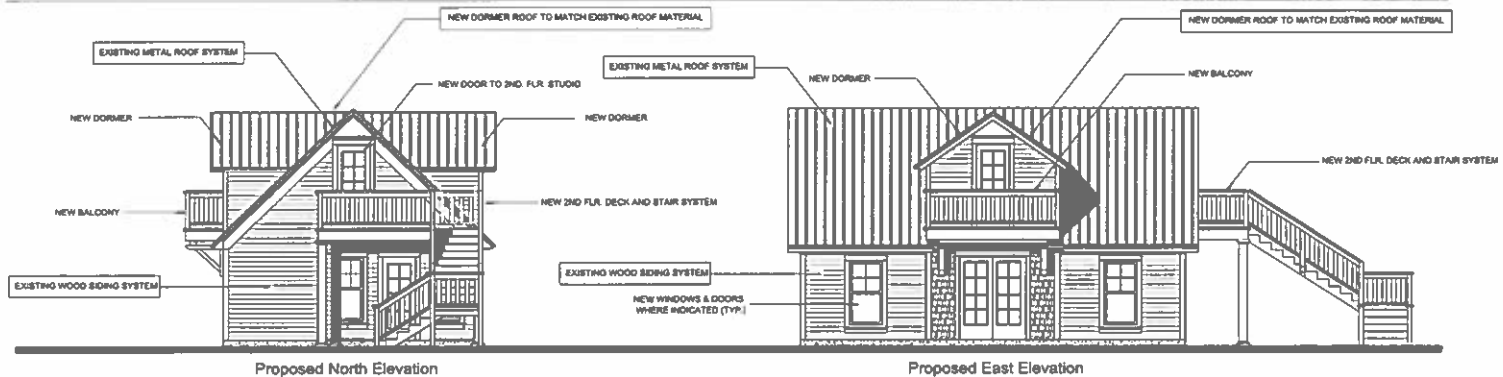 NEW DORMER ROOF TO MATCH EXISTING ROOF MATERIAL
EXISTING METAL ROOF SYSTEM
NEW DOOR TO 2ND. FLR. STUDIO
NEW DORMER
NEW DORMER
NEW BALCONY
NEW 2ND FLR. DECK AND STAIR SYSTEM
EXISTING WOOD SIDING SYSTEM
Proposed North Elevation
NEW DORMER ROOF TO MATCH EXISTING ROOF MATERIAL
EXISTING METAL ROOF SYSTEM
NEW DORMER
NEW BALCONY
NEW 2ND FLR. DECK AND STAIR SYSTEM
EXISTING WOOD SIDING SYSTEM
NEW WINDOWS & DOORS
WHERE INDICATED (TYP.)
Proposed East Elevation